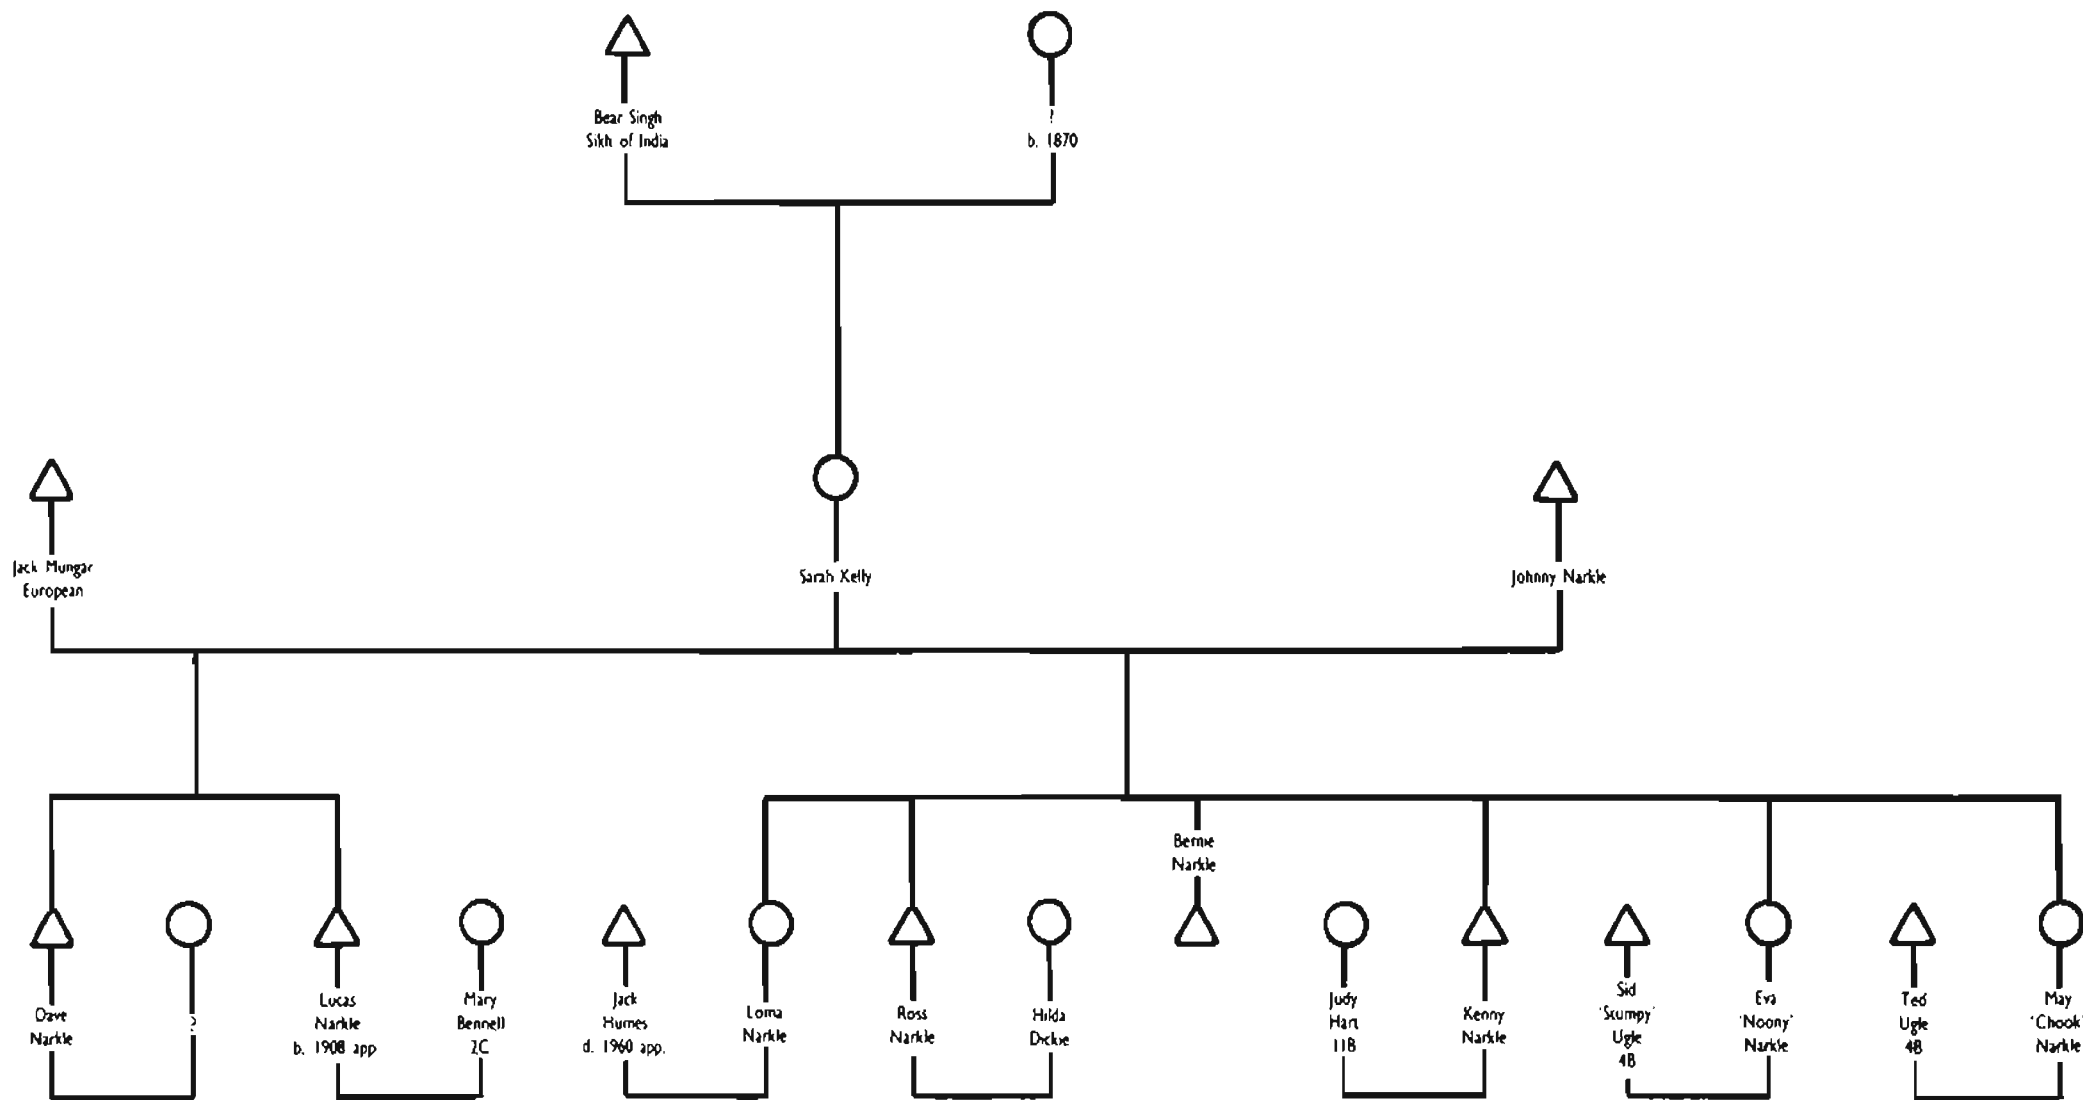 Bear Singh
Sikh of India
?
b. 1870
Jack Mungar
European
Sarah Kelly
Johnny Narkle
Bernie
Narkle
Dave
Narkle
?
Lucas
Narkle
b. 1908 app
Mary
Bennell
2C
Jack
Humes
d. 1960 app.
Lorna
Narkle
Ross
Narkle
Hilda
Dickie
Judy
Hart
11B
Kenny
Narkle
Sid
'Stumpy'
Ugle
4B
Eva
'Noony'
Narkle
Ted
Ugle
4B
May
'Chook'
Narkle